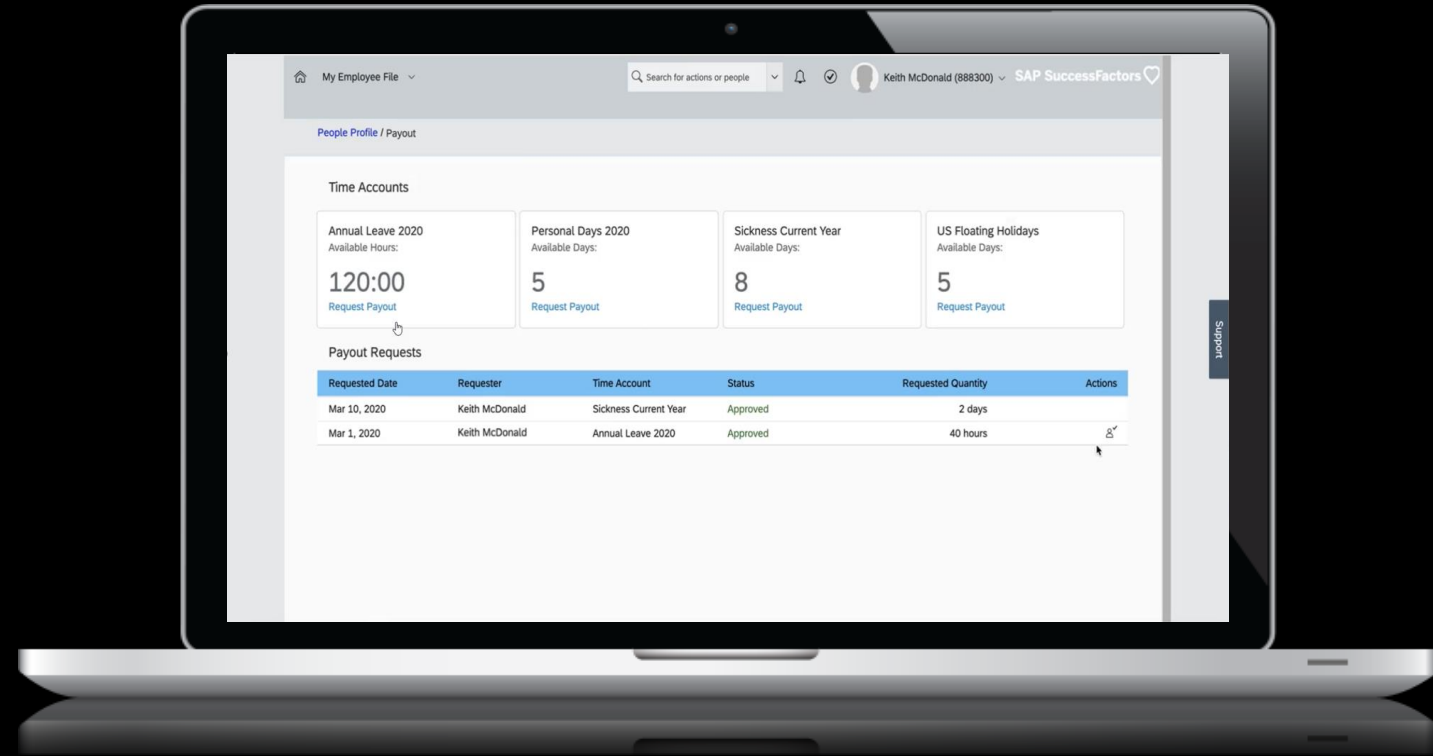 My Employee File
Search for actions or people
Keith McDonald (888300)
SAP SuccessFactors
People Profile / Payout
Time Accounts
Annual Leave 2020
Available Hours:
120:00
Request Payout
Personal Days 2020
Available Days:
5
Request Payout
Sickness Current Year
Available Days:
8
Request Payout
US Floating Holidays
Available Days:
5
Request Payout
Support
Payout Requests
Requested Date Requester Time Account Status Requested Quantity Actions
Mar 10, 2020 Keith McDonald Sickness Current Year Approved 2 days
Mar 1, 2020 Keith McDonald Annual Leave 2020 Approved 40 hours